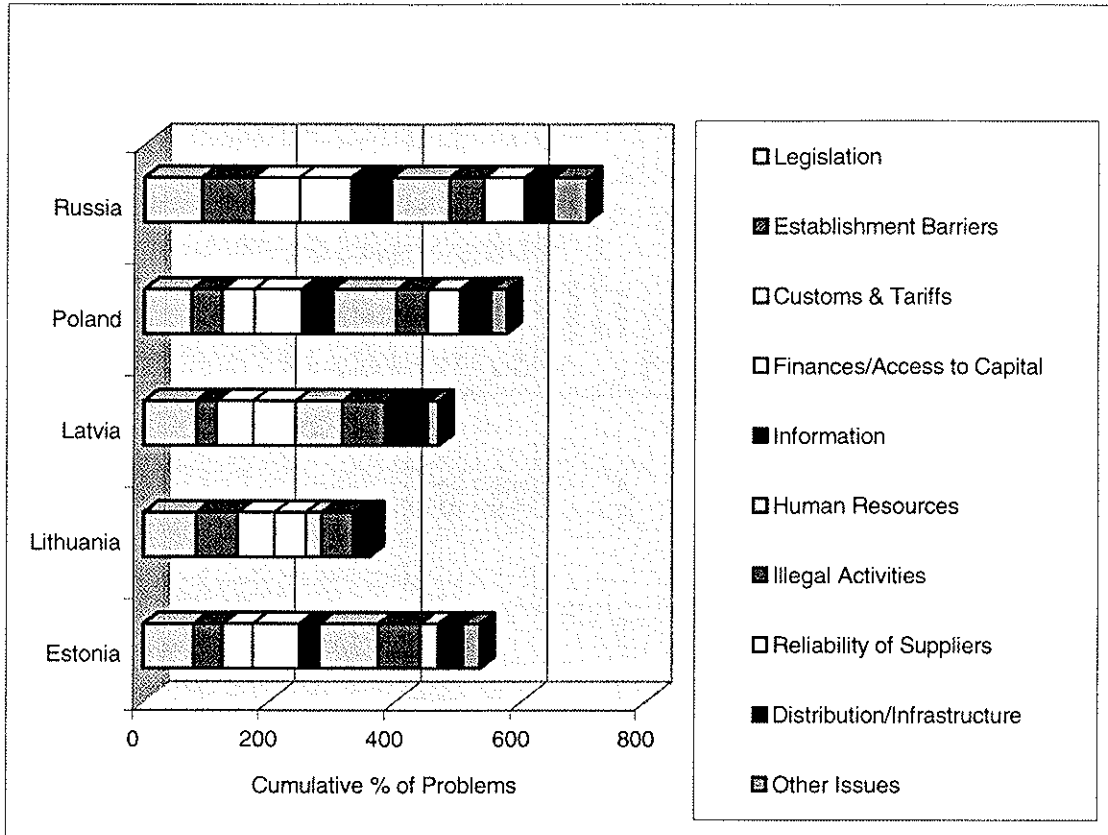 Russia
Poland
Latvia
Lithuania
Estonia
0 200 400 600 800
Cumulative % of Problems
Legislation
Establishment Barriers
Customs & Tariffs
Finances/Access to Capital
Information
Human Resources
Illegal Activities
Reliability of Suppliers
Distribution/Infrastructure
Other Issues